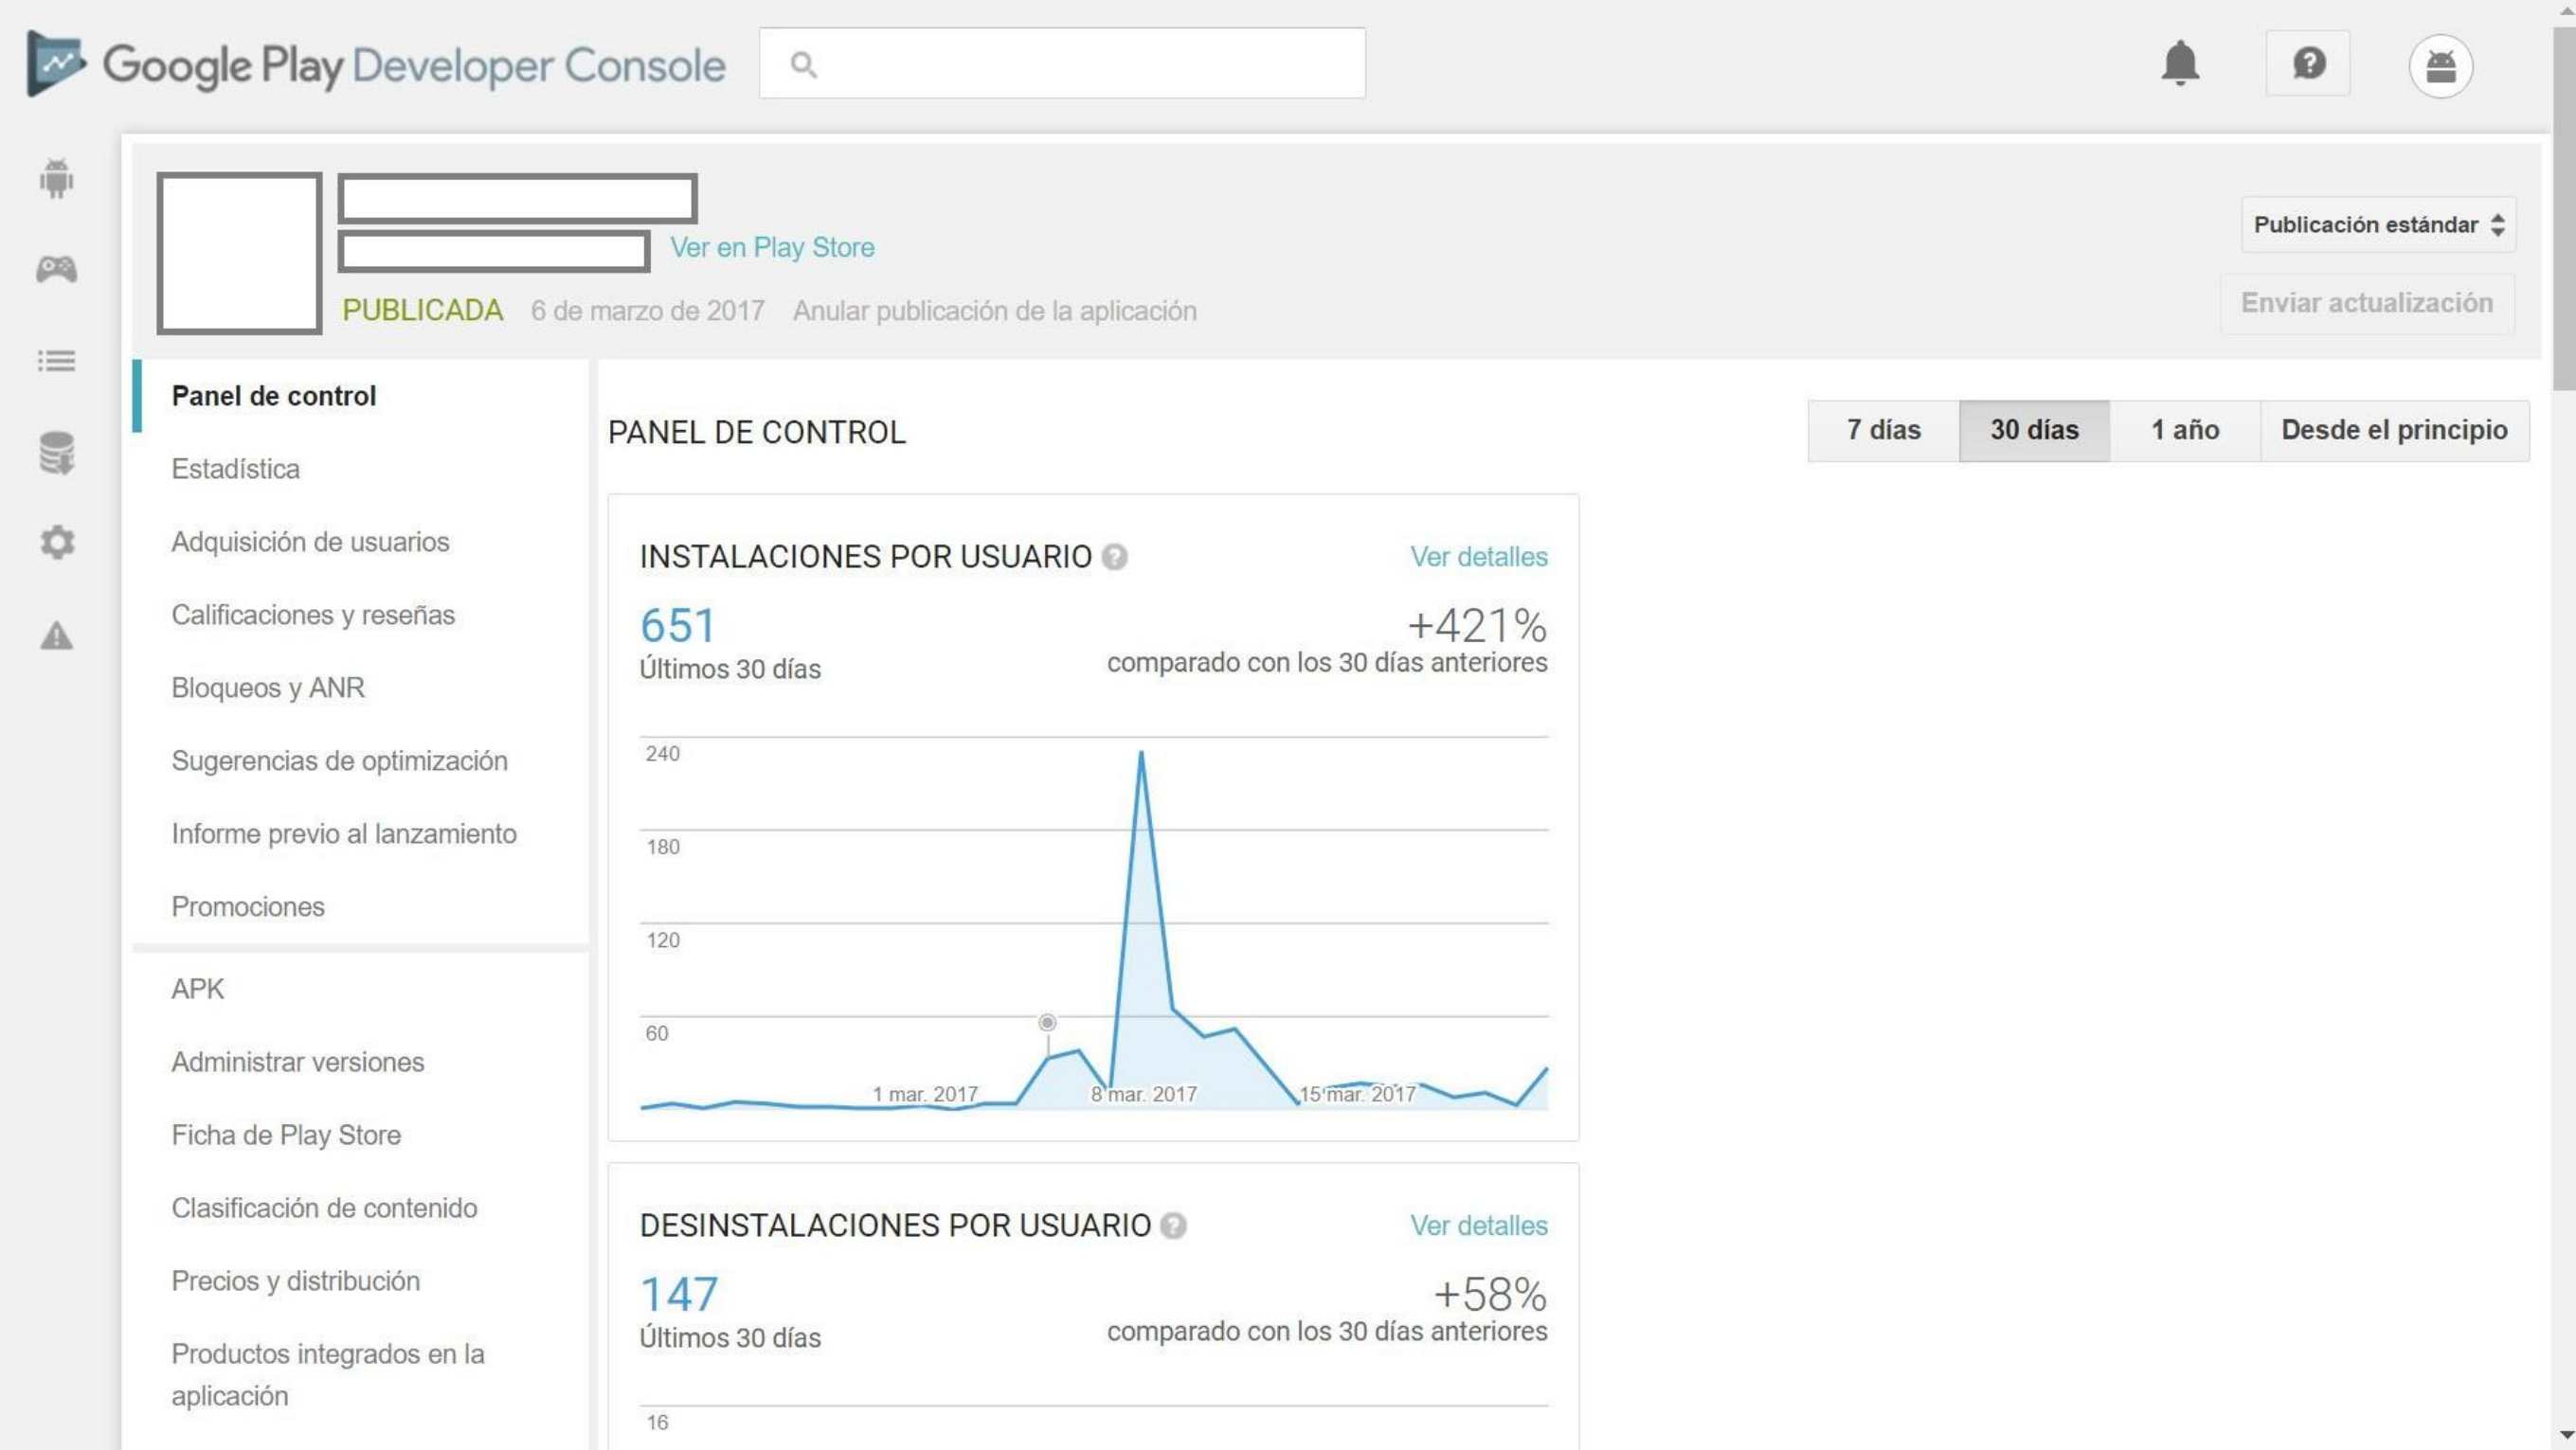 Google Play Developer Console
Ver en Play Store
PUBLICADA 6 de marzo de 2017 Anular publicación de la aplicación
Publicación estándar
Enviar actualización
Panel de control
Estadística
Adquisición de usuarios
Calificaciones y reseñas
Bloqueos y ANR
Sugerencias de optimización
Informe previo al lanzamiento
Promociones
APK
Administrar versiones
Ficha de Play Store
Clasificación de contenido
Precios y distribución
Productos integrados en la
aplicación
PANEL DE CONTROL
7 días 30 días 1 año Desde el principio
INSTALACIONES POR USUARIO ? Ver detalles
651 +421%
Últimos 30 días comparado con los 30 días anteriores
240
180
120
60
1 mar. 2017 8 mar. 2017 15 mar. 2017
DESINSTALACIONES POR USUARIO ? Ver detalles
147 +58%
Últimos 30 días comparado con los 30 días anteriores
16